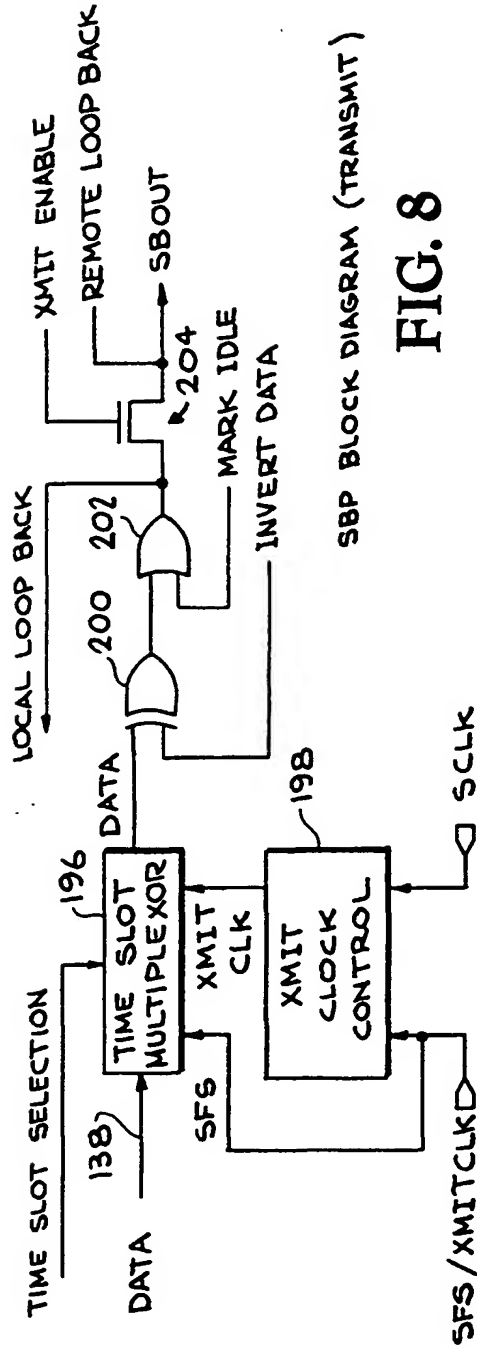 TIME SLOT SELECTION
196
DATA
138
TIME SLOT
MULTIPLEXOR
DATA
SFS
XMIT
CLK
198
XMIT
CLOCK
CONTROL
SFS/XMITCLK
SCLK
LOCAL LOOP BACK
200
202
XMIT ENABLE
REMOTE LOOP BACK
SBOUT
204
MARK IDLE
INVERT DATA
SBP BLOCK DIAGRAM (TRANSMIT)
FIG. 8